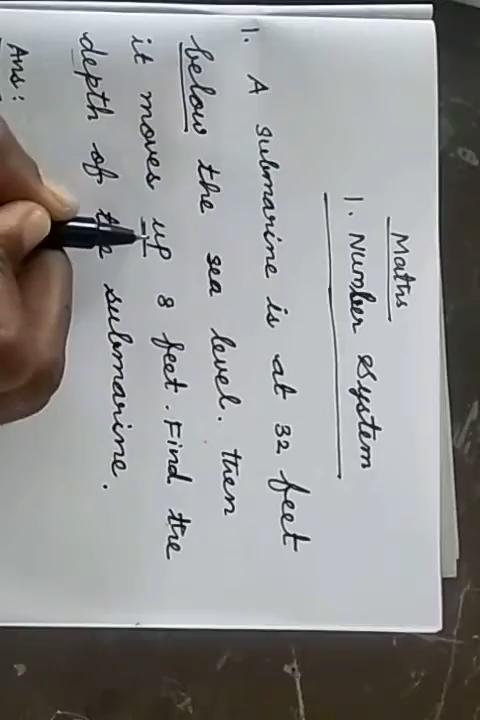 Maths
1. Number System
1. A submarine is at 32 feet
below the sea level. Then
it moves up 8 feet. Find the
depth of the submarine.
Ans: